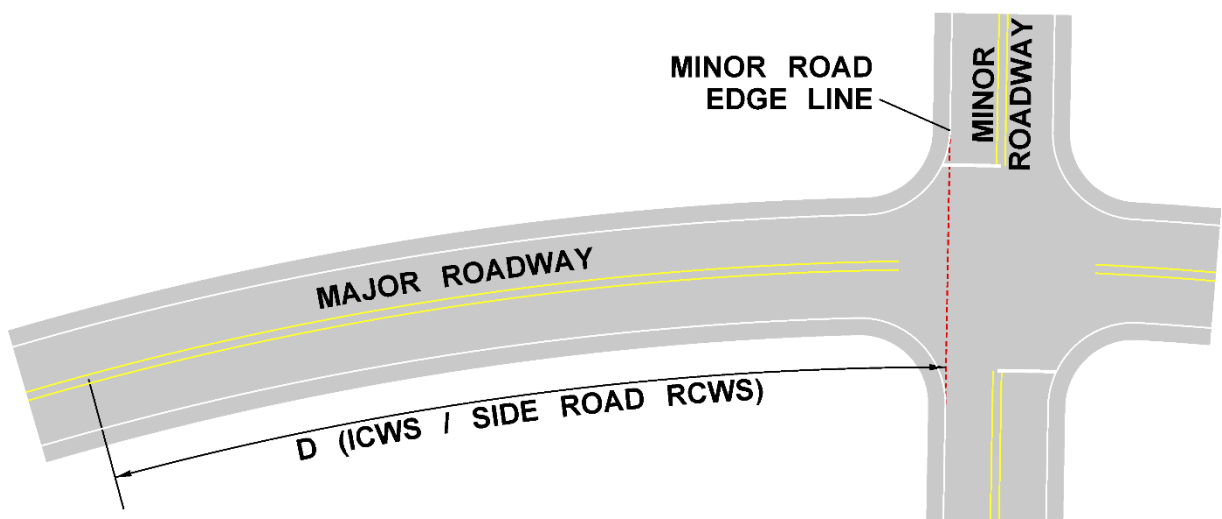 MINOR ROAD
EDGE LINE
MINOR
ROADWAY
MAJOR ROADWAY
D (ICWS / SIDE ROAD RCWS)